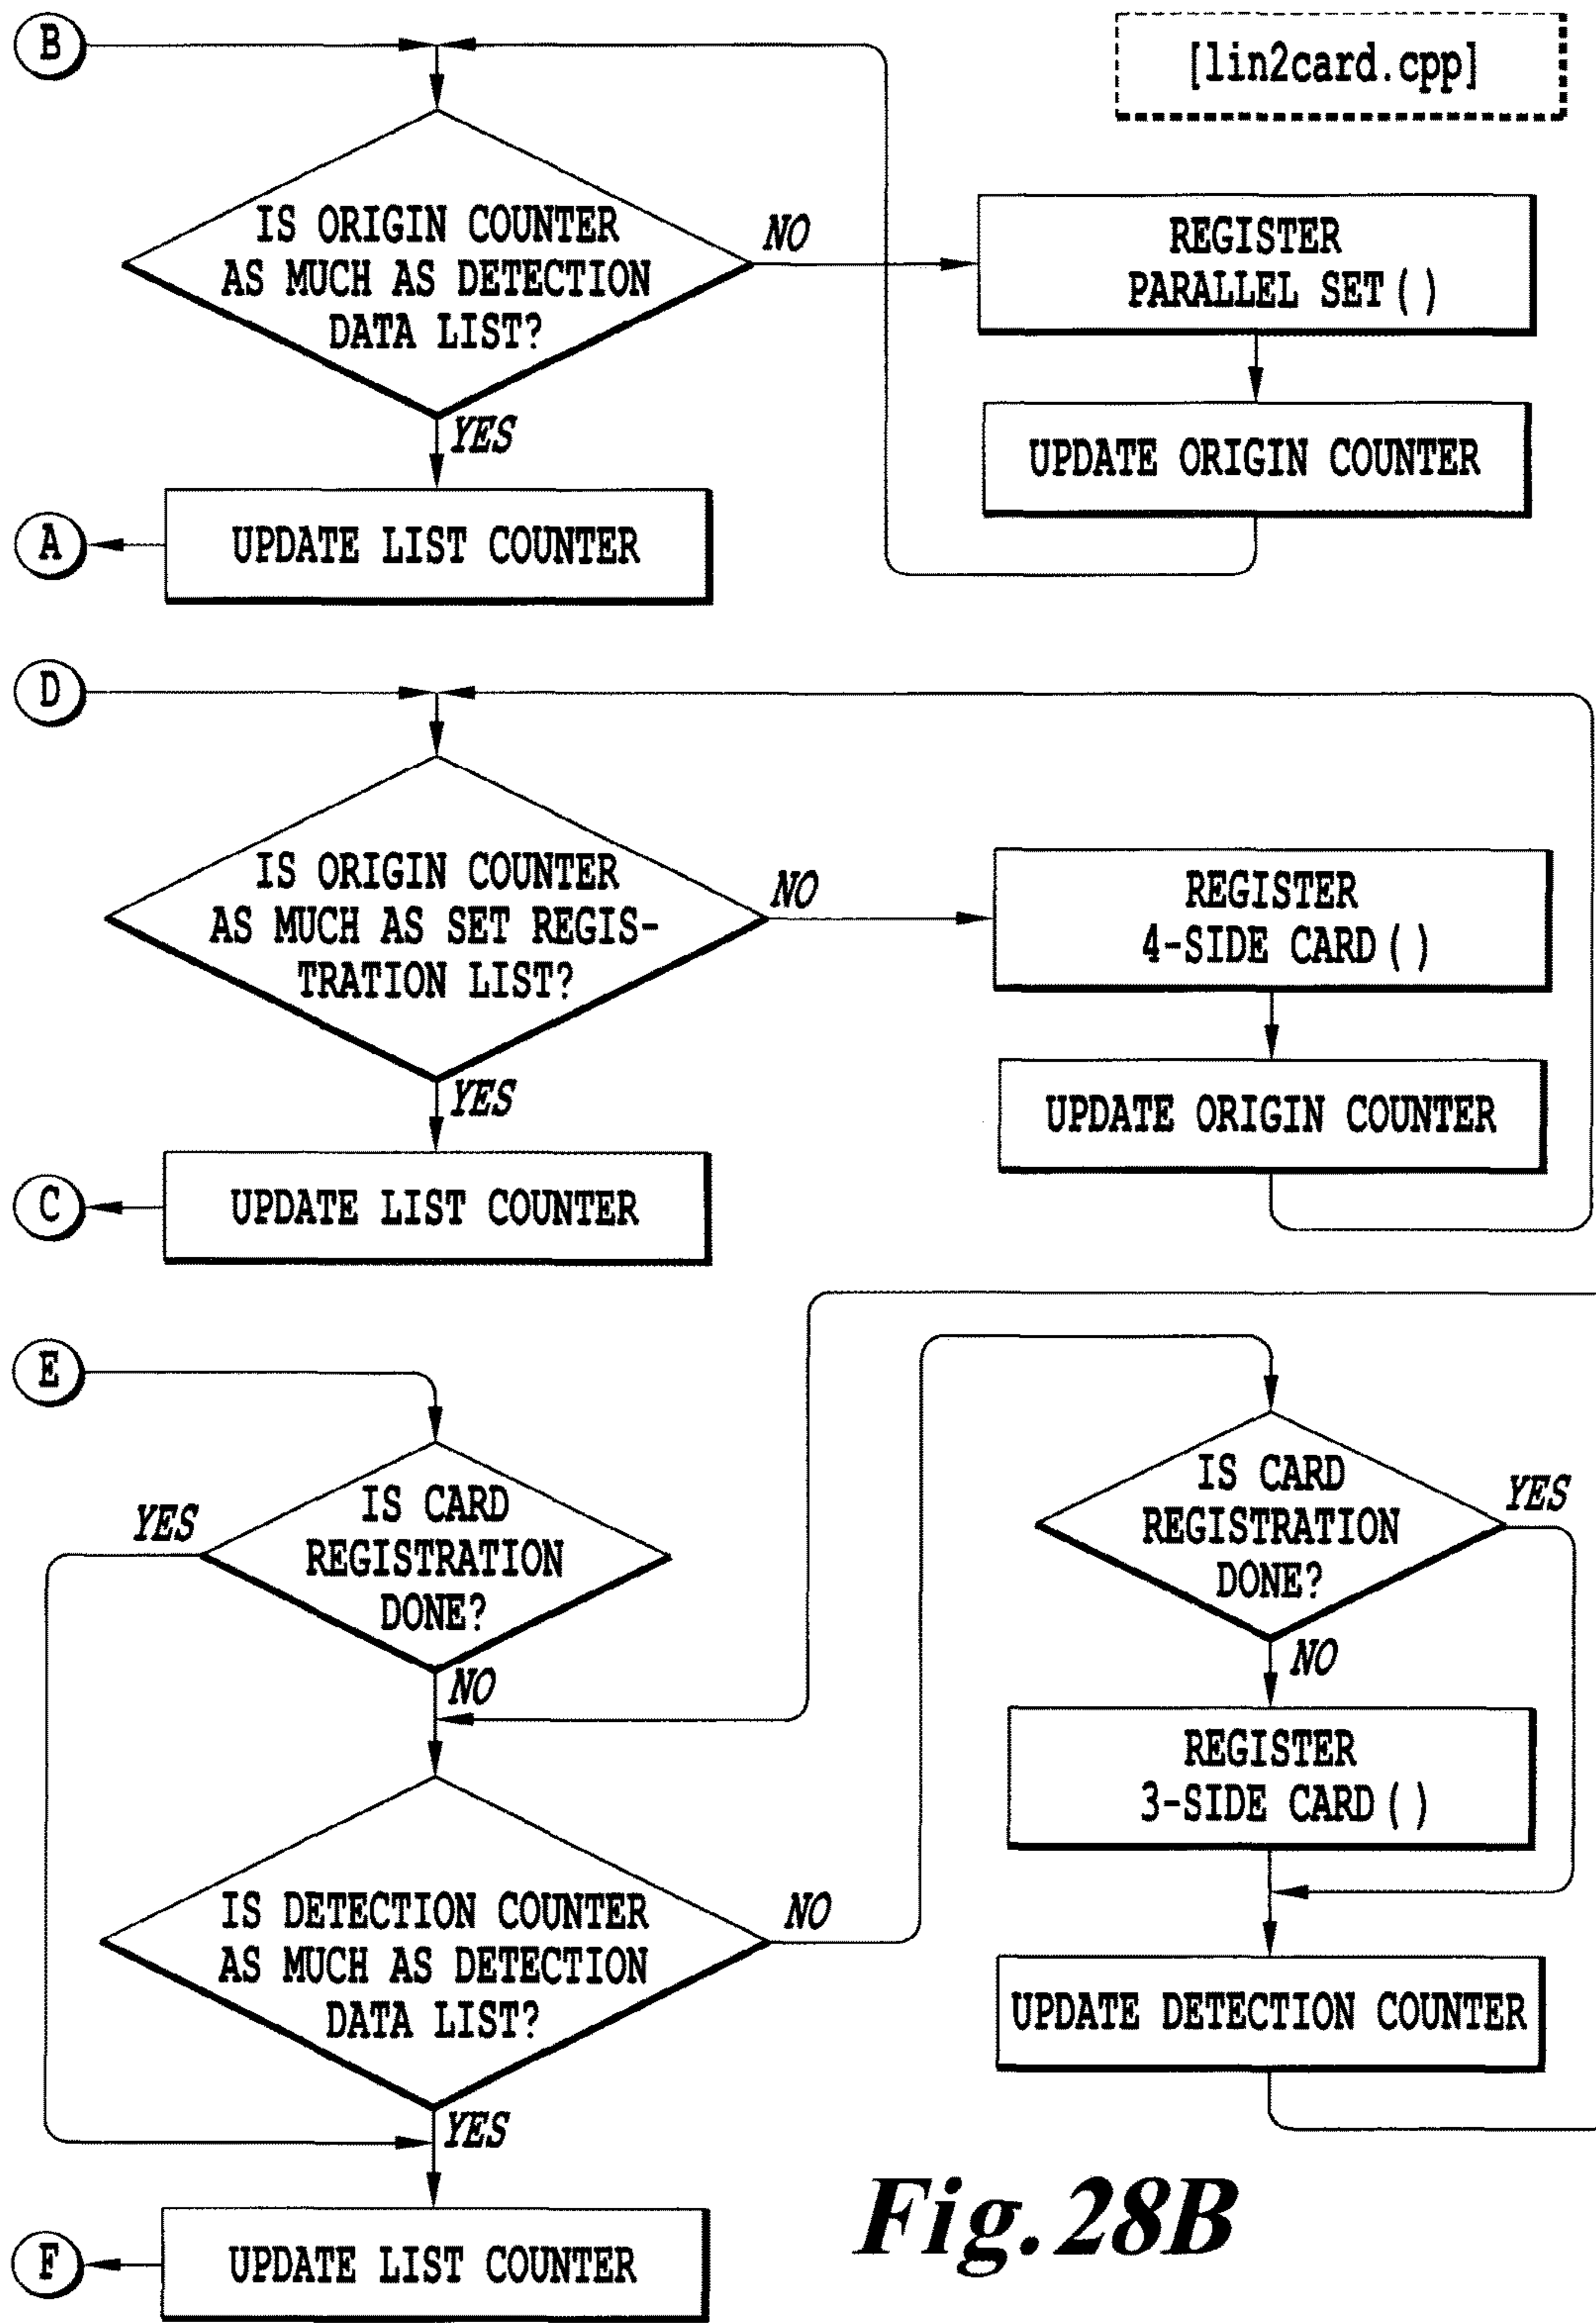 B
[lin2card.cpp]
IS ORIGIN COUNTER
AS MUCH AS DETECTION
DATA LIST?
NO
REGISTER
PARALLEL SET()
YES
UPDATE ORIGIN COUNTER
A
UPDATE LIST COUNTER
D
IS ORIGIN COUNTER
AS MUCH AS SET REGIS-
TRATION LIST?
NO
REGISTER
4-SIDE CARD()
YES
UPDATE ORIGIN COUNTER
C
UPDATE LIST COUNTER
E
IS CARD
REGISTRATION
DONE?
YES
NO
IS CARD
REGISTRATION
DONE?
YES
NO
REGISTER
3-SIDE CARD()
IS DETECTION COUNTER
AS MUCH AS DETECTION
DATA LIST?
NO
YES
UPDATE DETECTION COUNTER
F
UPDATE LIST COUNTER
Fig. 28B